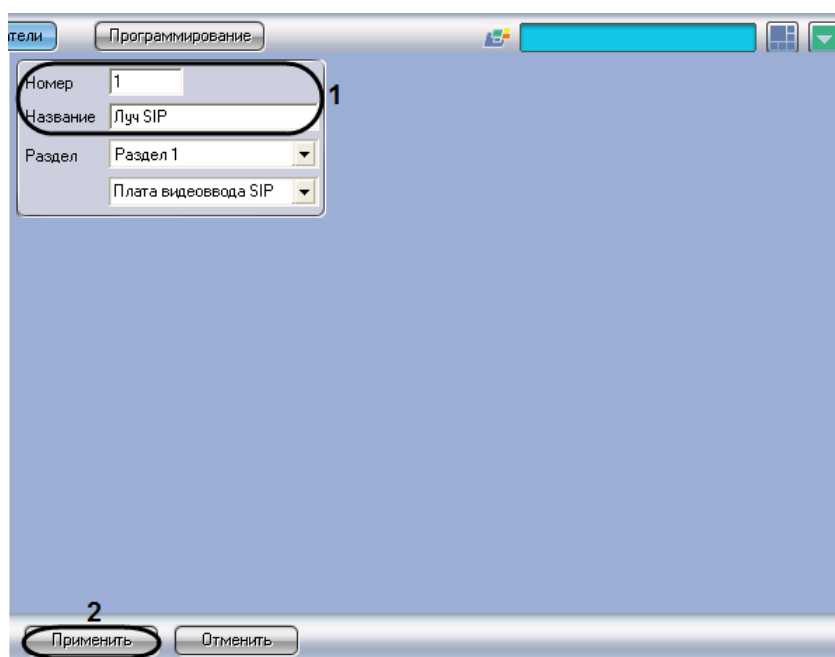 тели Программирование
Номер 1
1
Название Луч SIP
Раздел Раздел 1
Плата видеоввода SIP
2
Применить Отменить